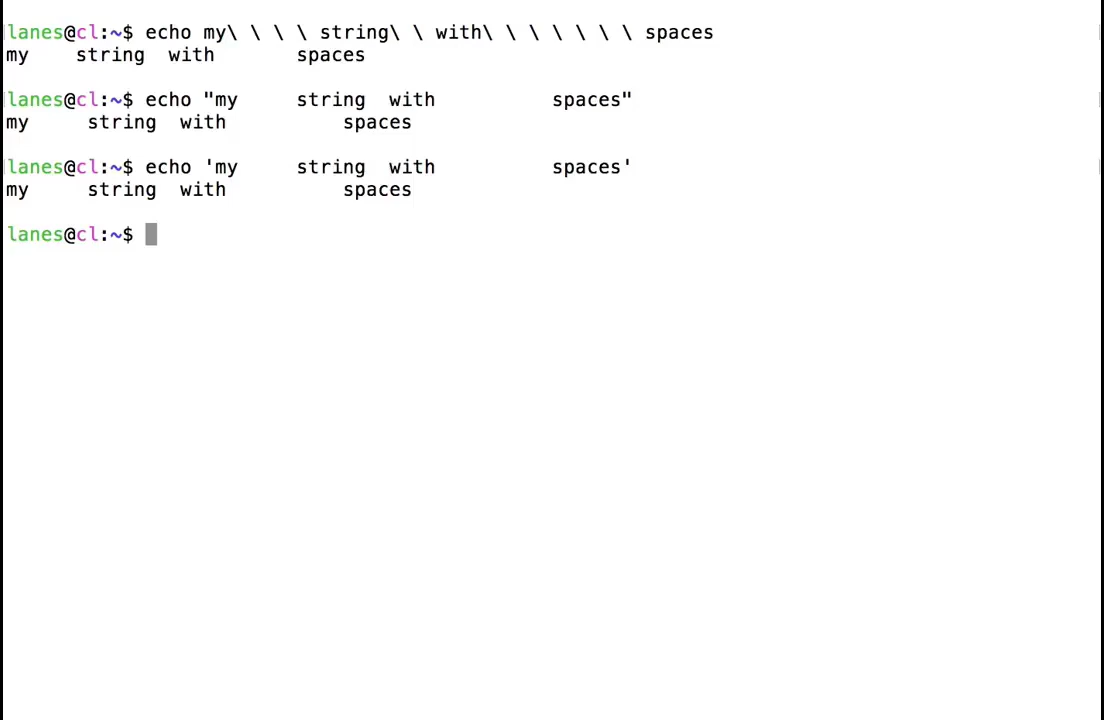 lanes@cl:~$ echo my\ \ \ \ string\ \ with\ \ \ \ \ \ \ spaces
my    string  with       spaces
lanes@cl:~$ echo "my     string  with          spaces"
my     string  with          spaces
lanes@cl:~$ echo 'my     string  with          spaces'
my     string  with          spaces
lanes@cl:~$